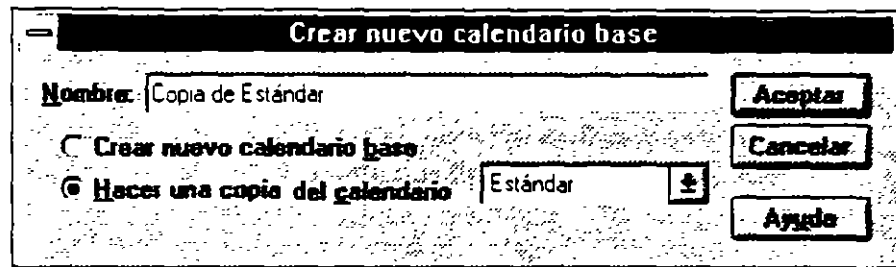 Crear nuevo calendario base
Nombre: Copia de Estándar
Aceptar
Crear nuevo calendario base
Cancelar
Hacer una copia del calendario Estándar
Ayuda